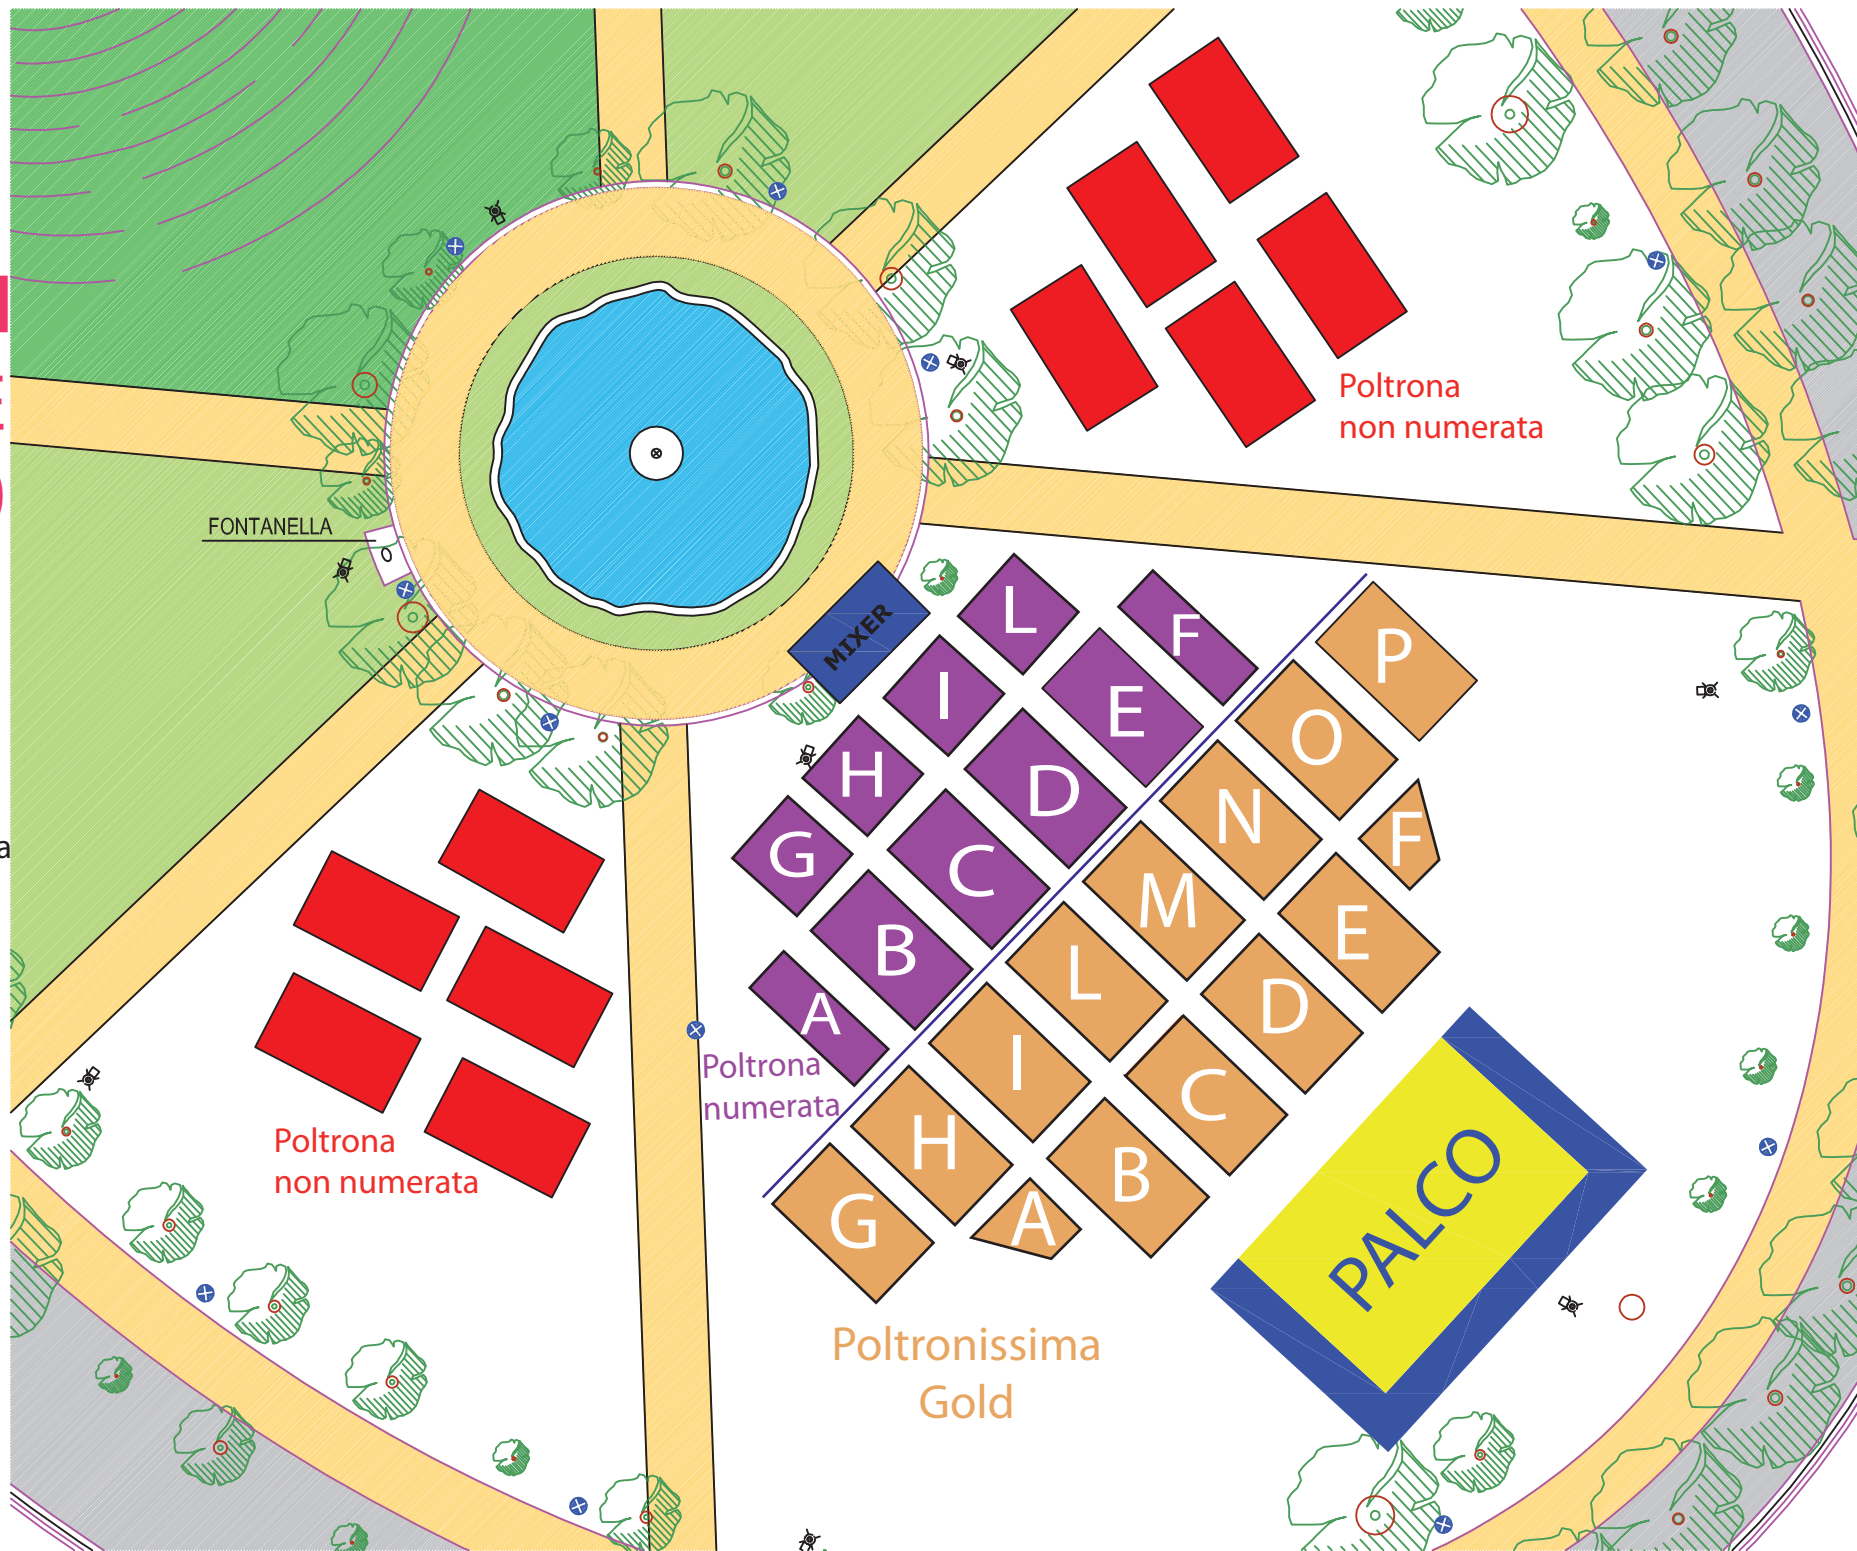 Poltrona
non numerata
FONTANELLA
MIXER
L
F
P
I
E
O
H
D
N
F
G
C
M
E
B
L
D
A
I
C
Poltrona
numerata
H
B
G
A
PALCO
a
Poltrona
non numerata
Poltronissima
Gold